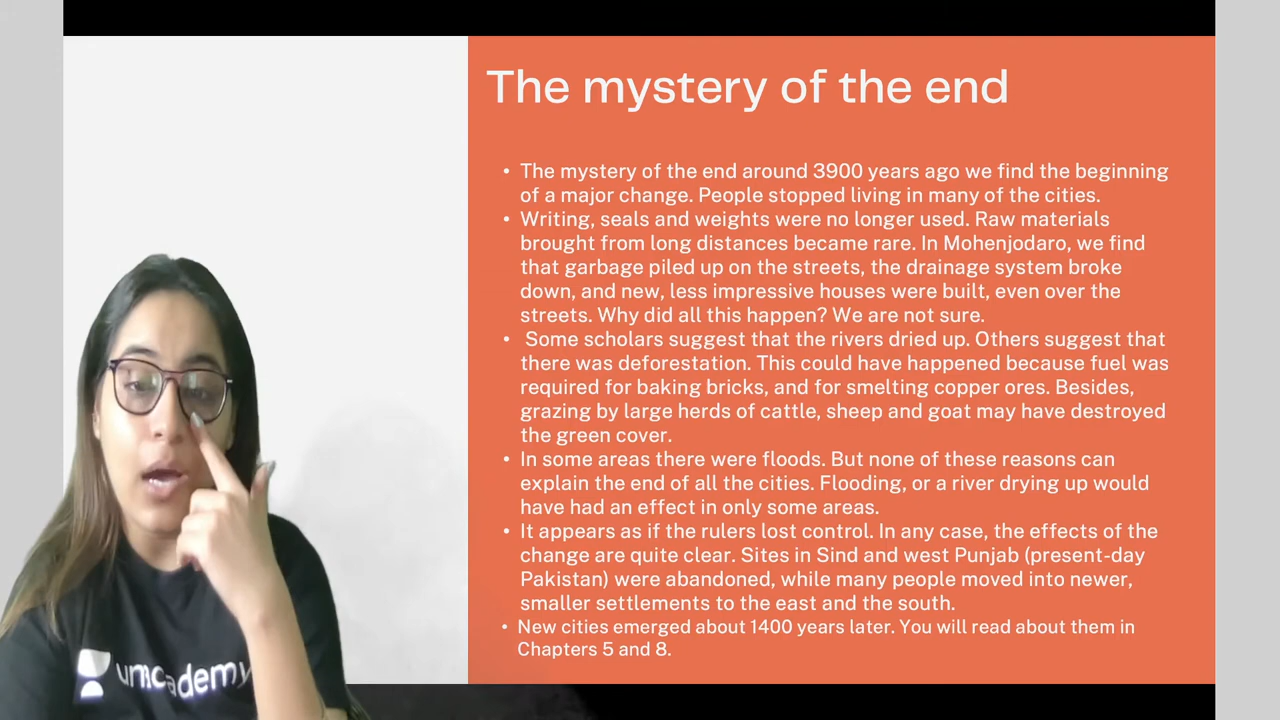 The mystery of the end
• The mystery of the end around 3900 years ago we find the beginning
of a major change. People stopped living in many of the cities.
• Writing, seals and weights were no longer used. Raw materials
brought from long distances became rare. In Mohenjodaro, we find
that garbage piled up on the streets, the drainage system broke
down, and new, less impressive houses were built, even over the
streets. Why did all this happen? We are not sure.
• Some scholars suggest that the rivers dried up. Others suggest that
there was deforestation. This could have happened because fuel was
required for baking bricks, and for smelting copper ores. Besides,
grazing by large herds of cattle, sheep and goat may have destroyed
the green cover.
• In some areas there were floods. But none of these reasons can
explain the end of all the cities. Flooding, or a river drying up would
have had an effect in only some areas.
• It appears as if the rulers lost control. In any case, the effects of the
change are quite clear. Sites in Sind and west Punjab (present-day
Pakistan) were abandoned, while many people moved into newer,
smaller settlements to the east and the south.
• New cities emerged about 1400 years later. You will read about them in
Chapters 5 and 8.
unacademy